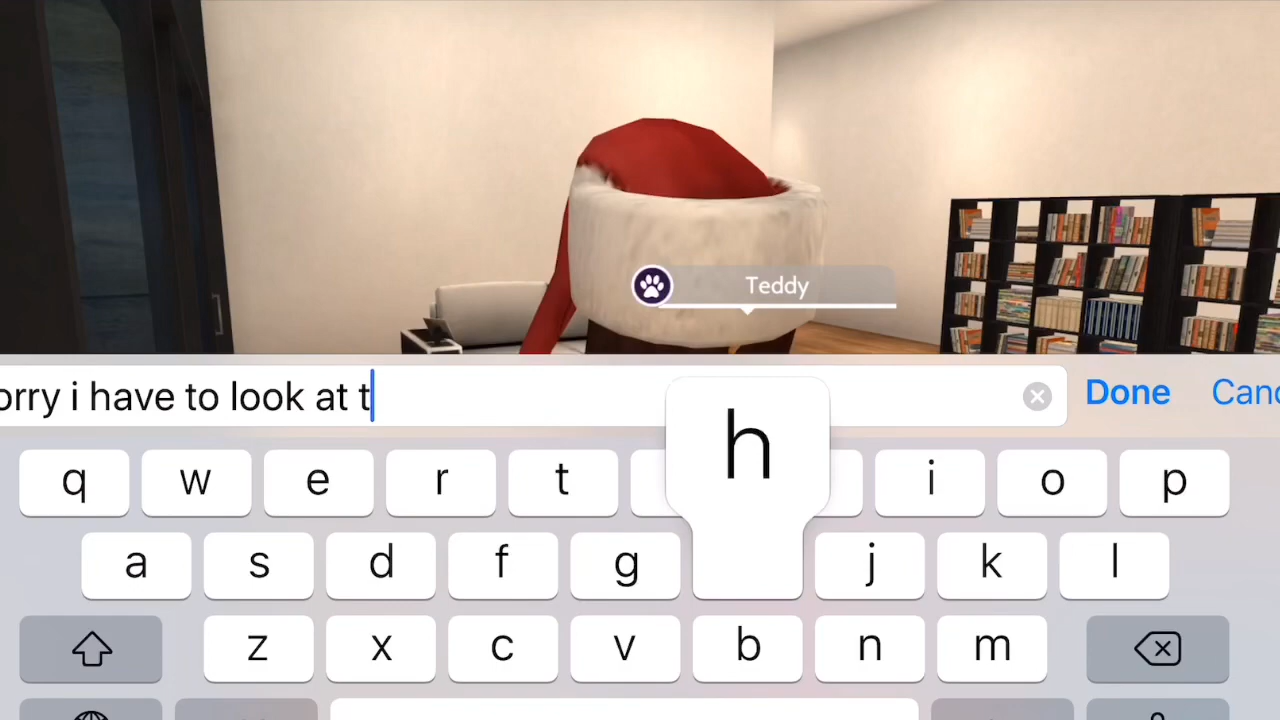 Teddy
orry i have to look at t
Done
Canc
h
q w e r t i o p
a s d f g j k l
z x c v b n m